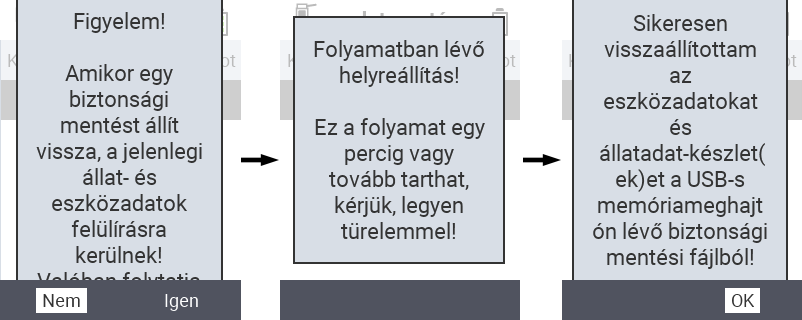 Figyelem!
Amikor egy
biztonsági
mentést állít
vissza, a jelenlegi
állat- és
eszközadatok
felülírásra
kerülnek!
Nem
Igen
Folyamatban lévő
helyreállítás!
Ez a folyamat egy
percig vagy
tovább tarthat,
kérjük, legyen
türelemmel!
Sikeresen
visszaállítottam
az
eszközadatokat
és
állatadat-készlet(
ek)et a USB-s
memóriameghajt
ón lévő biztonsági
mentési fájlból!
OK